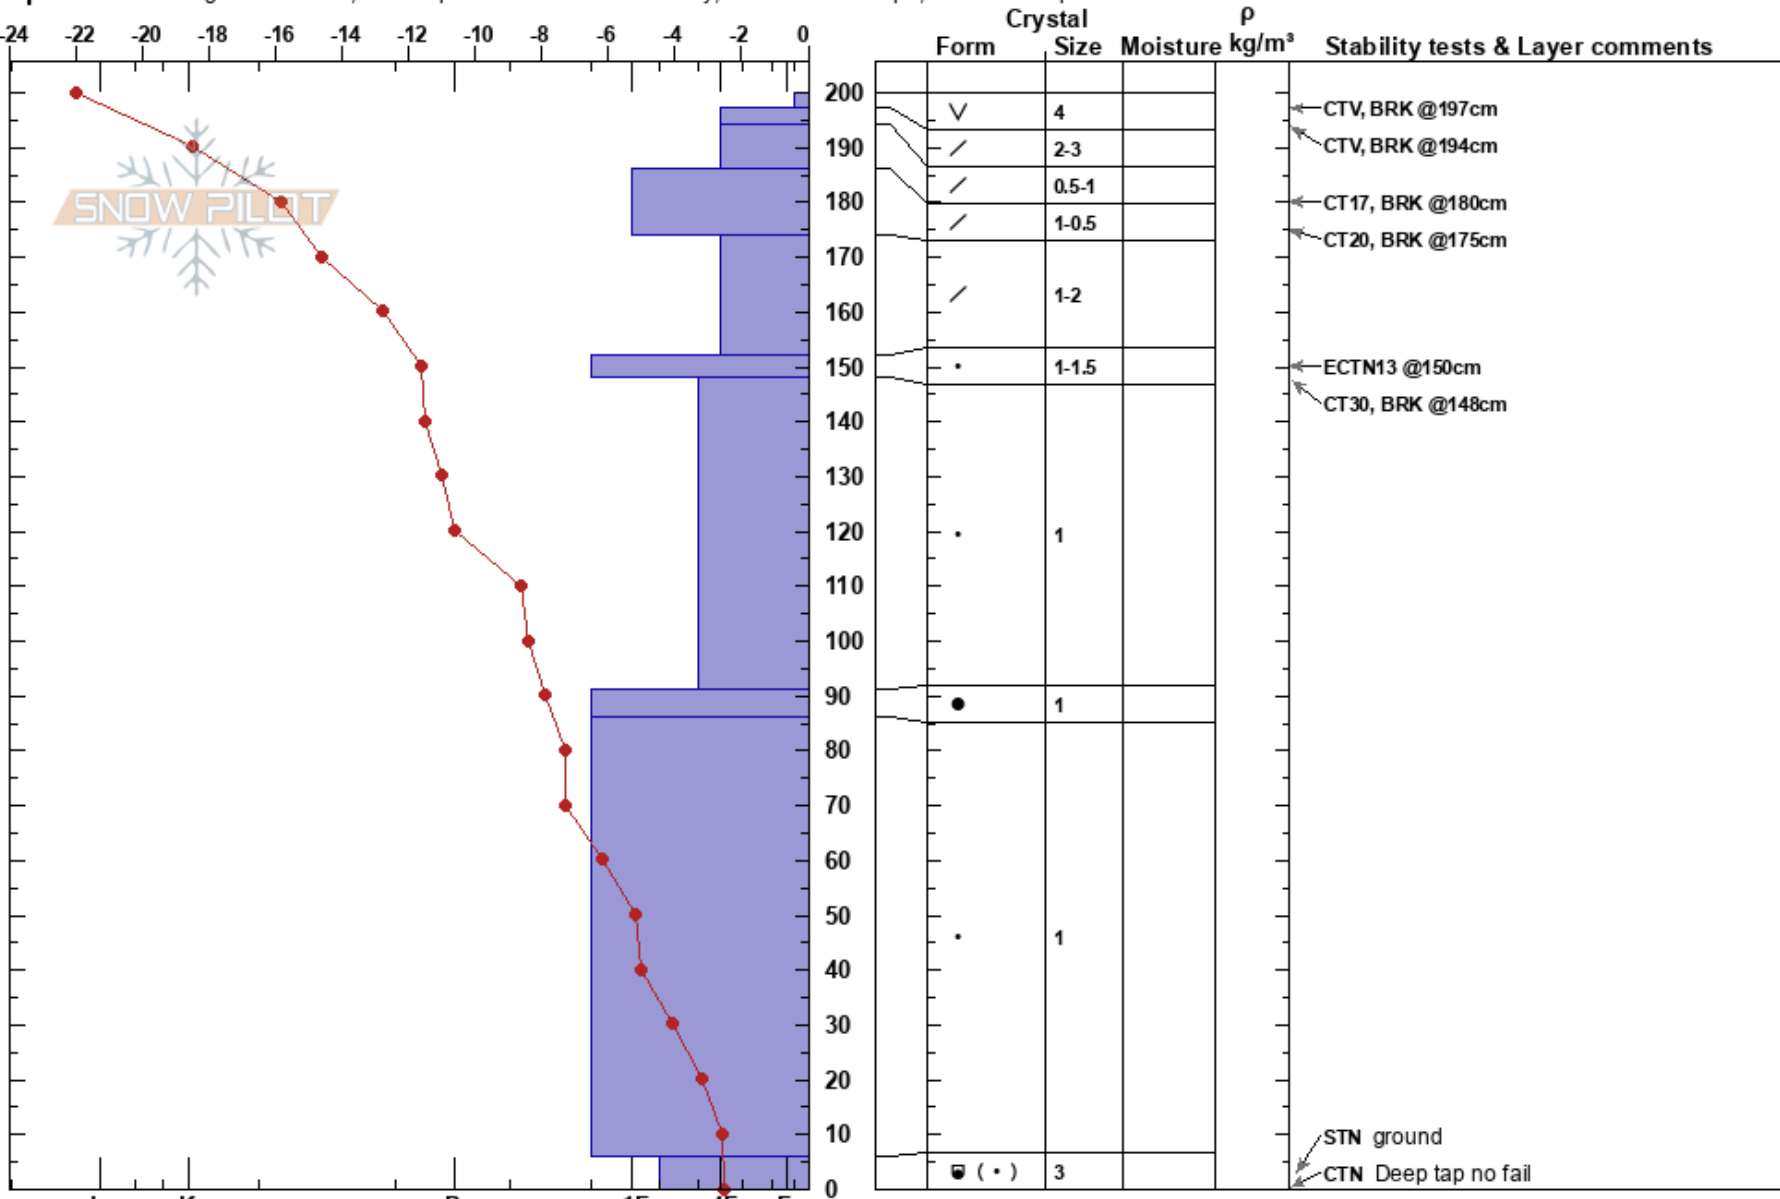 Crystal ρ
-24 -22 -20 -18 -16 -14 -12 -10 -8 -6 -4 -2 0 Form Size Moisture kg/m³ Stability tests & Layer comments
200 4 CTV, BRK @197cm
190 2-3 CTV, BRK @194cm
0.5-1
SNOW PILOT 180 1-0.5 CT17, BRK @180cm
CT20, BRK @175cm
170
160 1-2
150 1-1.5 ECTN13 @150cm
CT30, BRK @148cm
140
130
120 1
110
100
90 1
80
70
60
50 1
40
30
20
10 STN ground
( • ) 3 CTN Deep tap no fail
0